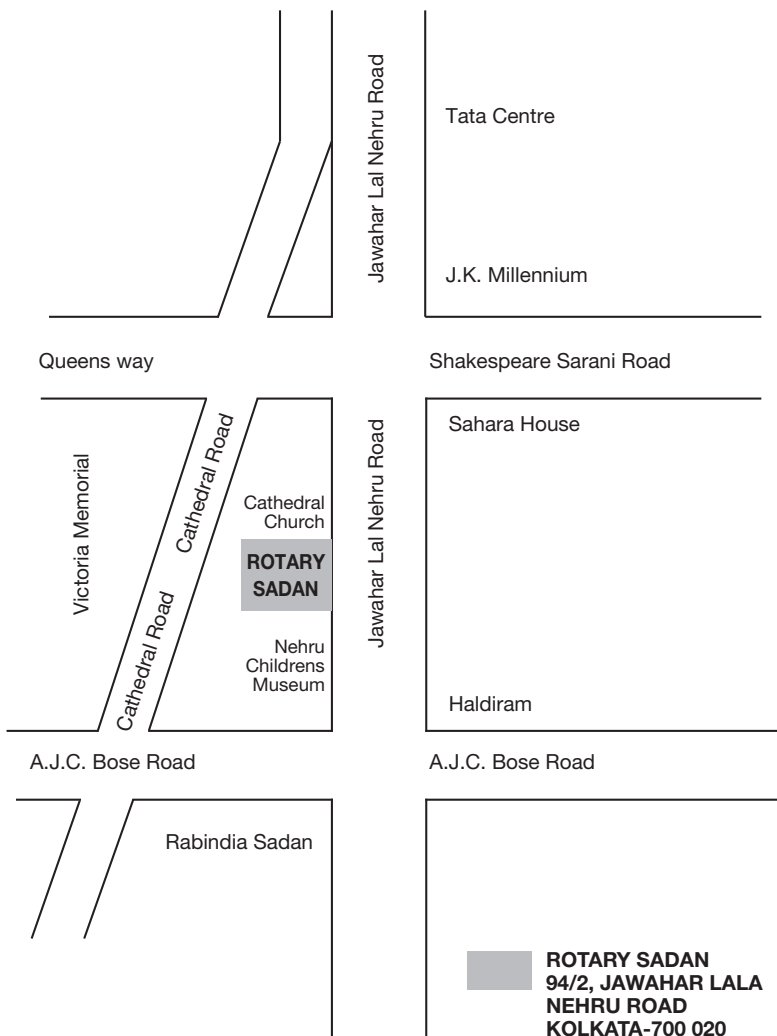 Jawahar Lal Nehru Road
Tata Centre
J.K. Millennium
Queens way
Shakespeare Sarani Road
Sahara House
Victoria Memorial
Cathedral Road
Cathedral Road
Cathedral
Church
ROTARY
SADAN
Nehru
Childrens
Museum
Jawahar Lal Nehru Road
Haldiram
A.J.C. Bose Road
A.J.C. Bose Road
Rabindia Sadan
ROTARY SADAN
94/2, JAWAHAR LALA
NEHRU ROAD
KOLKATA-700 020